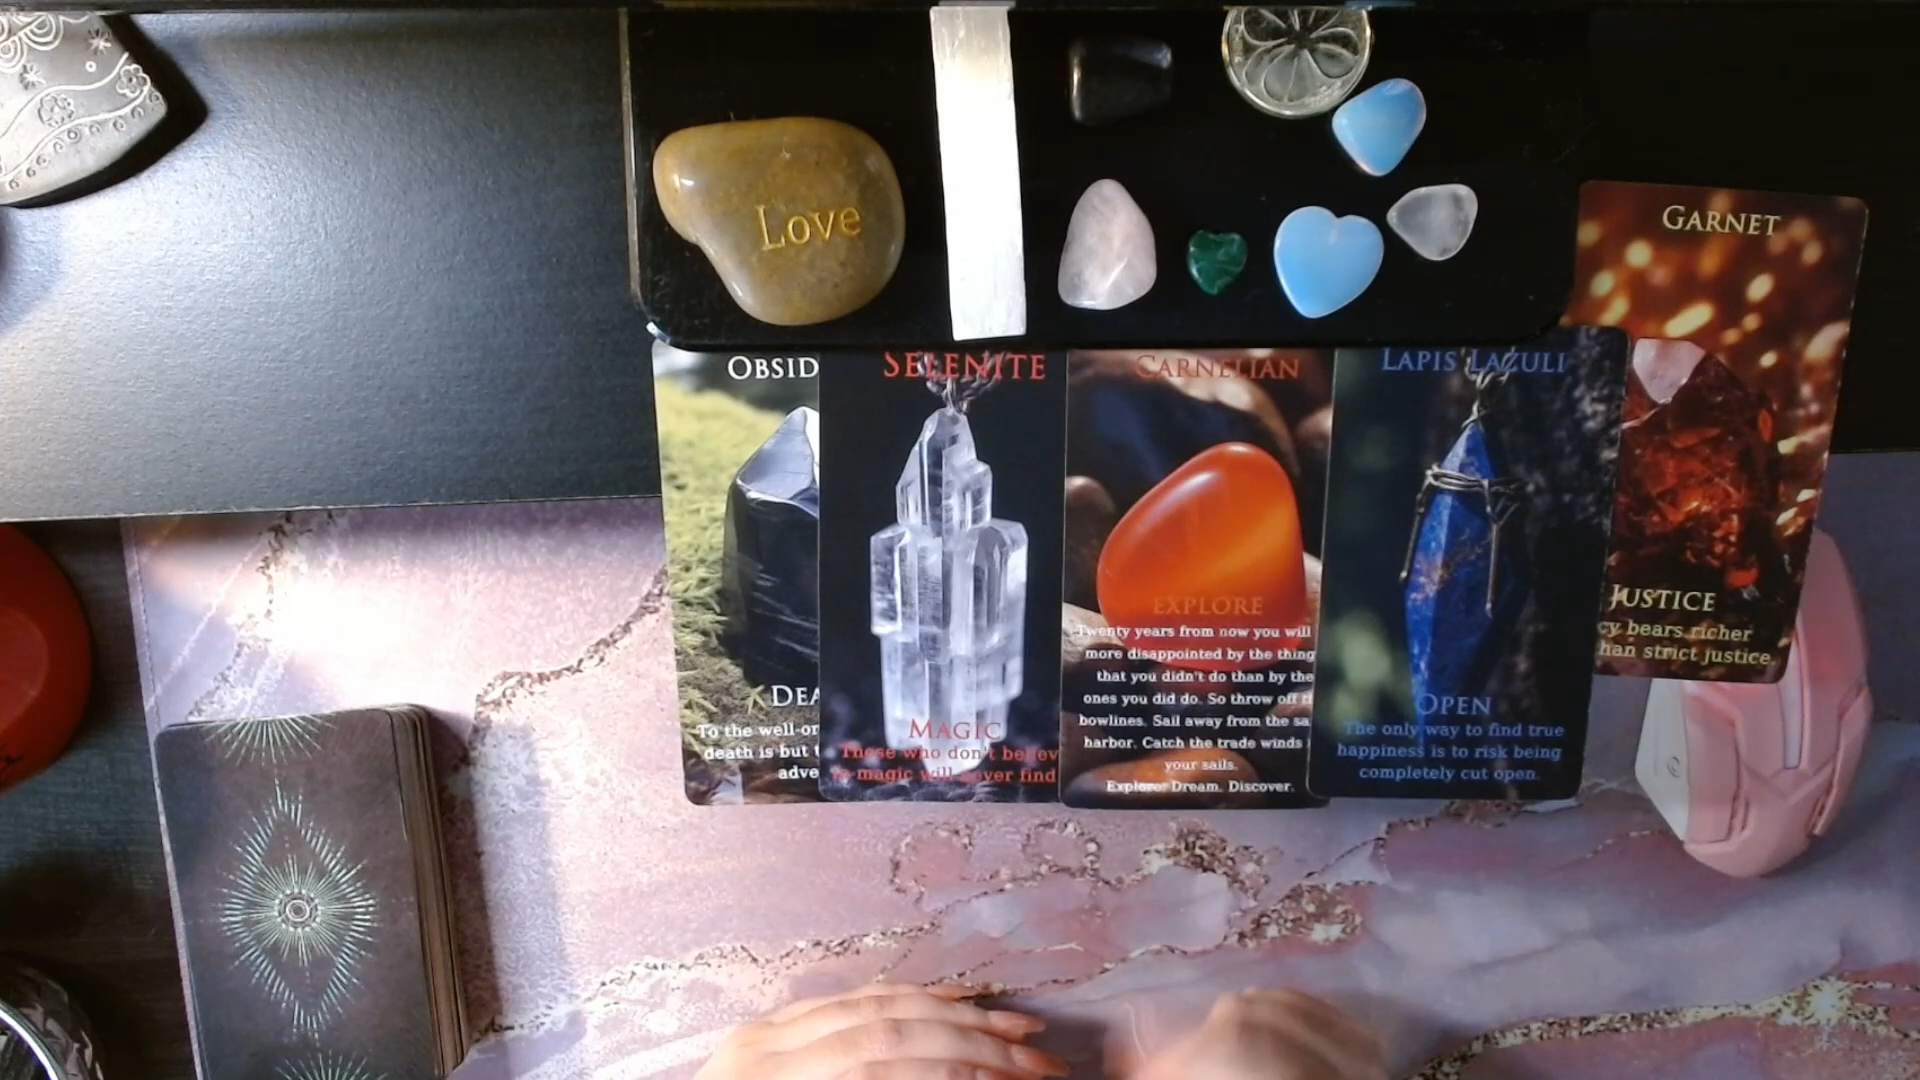 Love
OBSID
DEA
To the well-or
death is but t
adve
SELENITE
MAGIC
Those who don't believ
magic will never find
CARNELIAN
EXPLORE
Twenty years from now you will
more disappointed by the thing
that you didn't do than by the
ones you did do. So throw off t
bowlines. Sail away from the sa
harbor. Catch the trade winds
your sails.
Explore. Dream. Discover.
LAPIS LAZULI
OPEN
The only way to find true
happiness is to risk being
completely cut open.
GARNET
JUSTICE
cy bears richer
han strict justice.